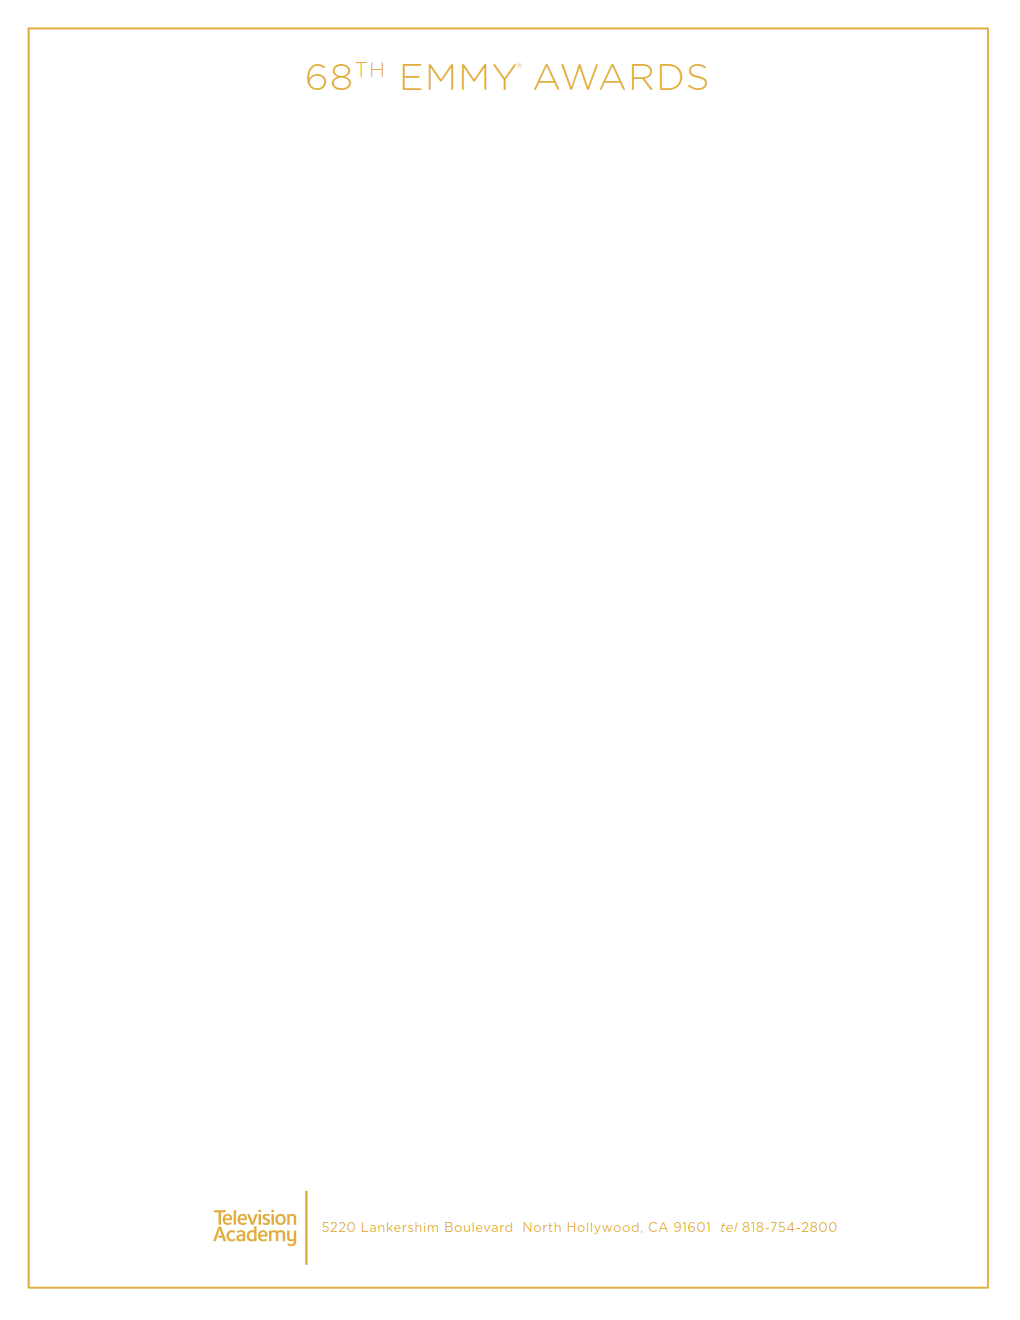 68TH EMMY® AWARDS
Television
Academy
5220 Lankershim Boulevard  North Hollywood, CA 91601  tel 818-754-2800